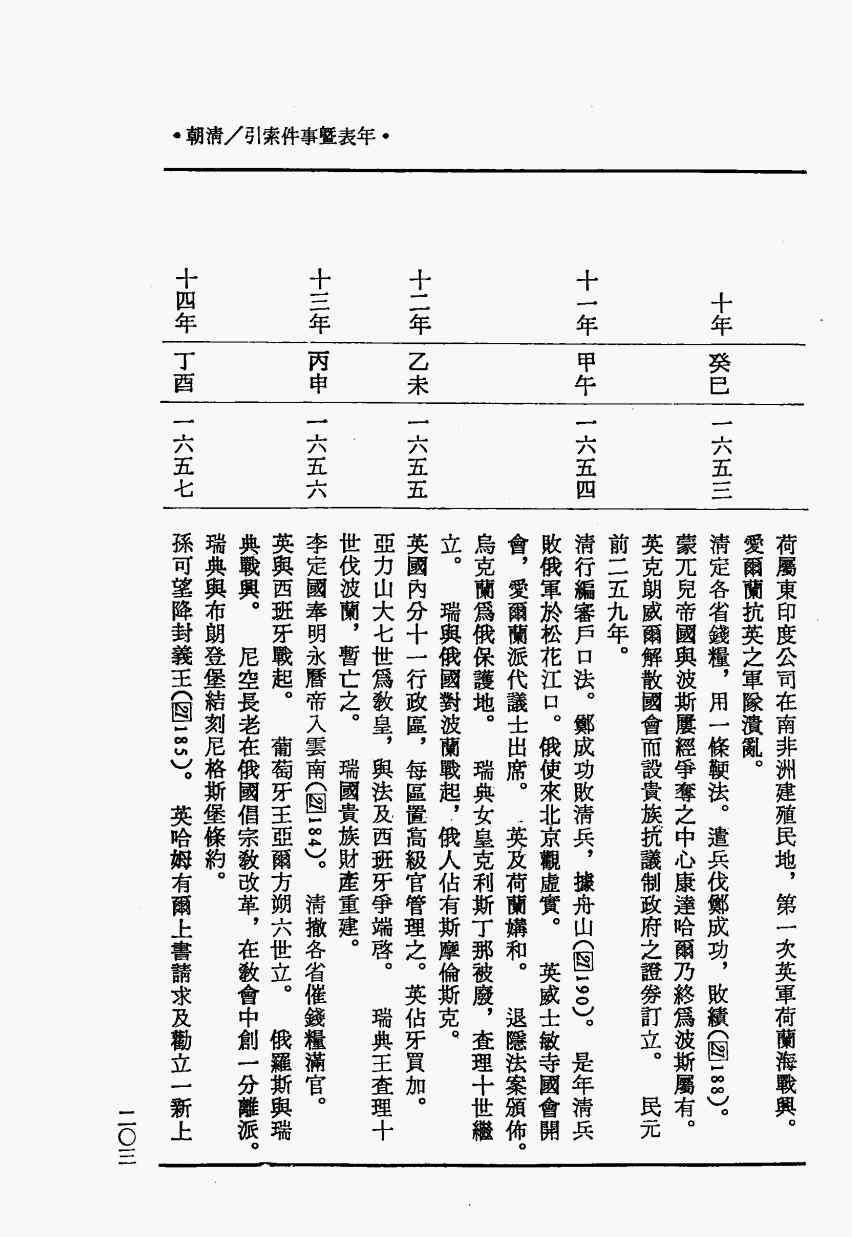 •年表暨事件索引／清朝•
荷屬東印度公司在南非洲建殖民地，第一次英軍荷蘭海戰興。
愛爾蘭抗英之軍隊潰亂。
十年 癸巳 一六五三 清定各省錢糧，用一條鞭法。遣兵伐鄭成功，敗績(27188)。
蒙兀兒帝國與波斯屢經爭奪之中心康達哈爾乃終爲波斯屬有。
英克朗威爾解散國會而設貴族抗議制政府之證券訂立。 民元
前二五九年。
十一年 甲午 一六五四 清行編審戶口法。鄭成功敗清兵，據舟山(27190)。 是年清兵
敗俄軍於松花江口。俄使來北京觀虛實。 英威士敏寺國會開
會，愛爾蘭派代議士出席。 英及荷蘭媾和。 退隱法案頒佈。
烏克蘭爲俄保護地。 瑞典女皇克利斯丁那被廢，查理十世繼
立。 瑞與俄國對波蘭戰起，俄人佔有斯摩倫斯克。
十二年 乙未 一六五五 英國內分十一行政區，每區置高級官管理之。英佔牙買加。
亞力山大七世爲教皇，與法及西班牙爭端啓。 瑞典王查理十
世伐波蘭，暫亡之。 瑞國貴族財產重建。
十三年 丙申 一六五六 李定國奉明永曆帝入雲南(27184)。 清撤各省催錢糧滿官。
英與西班牙戰起。 葡萄牙王亞爾方朔六世立。 俄羅斯與瑞
典戰興。 尼空長老在俄國倡宗教改革，在教會中創一分離派。
瑞典與布朗登堡結刻尼格斯堡條約。
十四年 丁酉 一六五七 孫可望降封義王(27185)。 英哈姆有爾上書請求及勸立一新上
二〇三